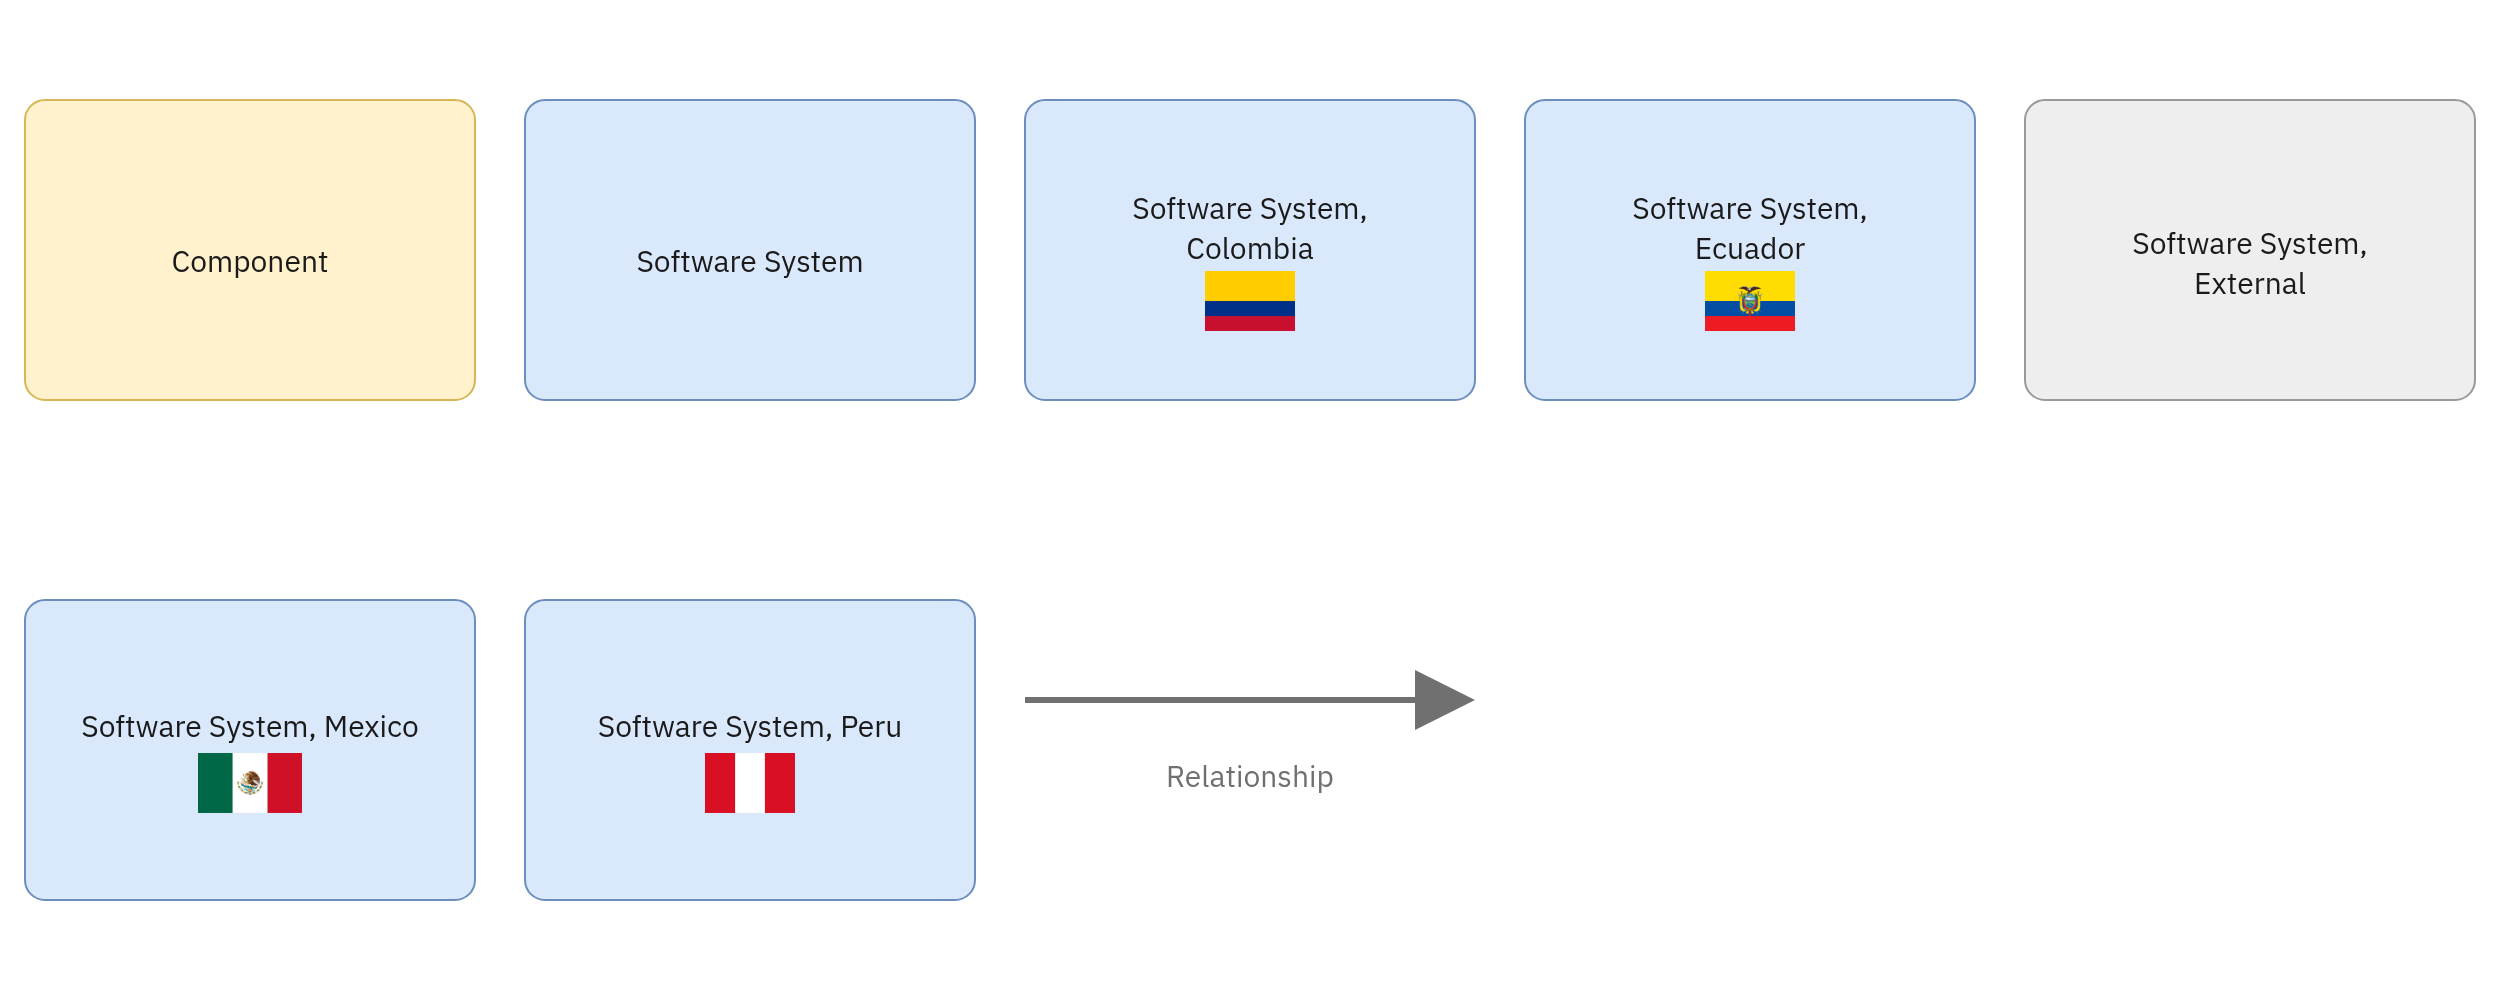 Component
Software System
Software System,
Colombia
Software System,
Ecuador
Software System,
External
Software System, Mexico
Software System, Peru
Relationship